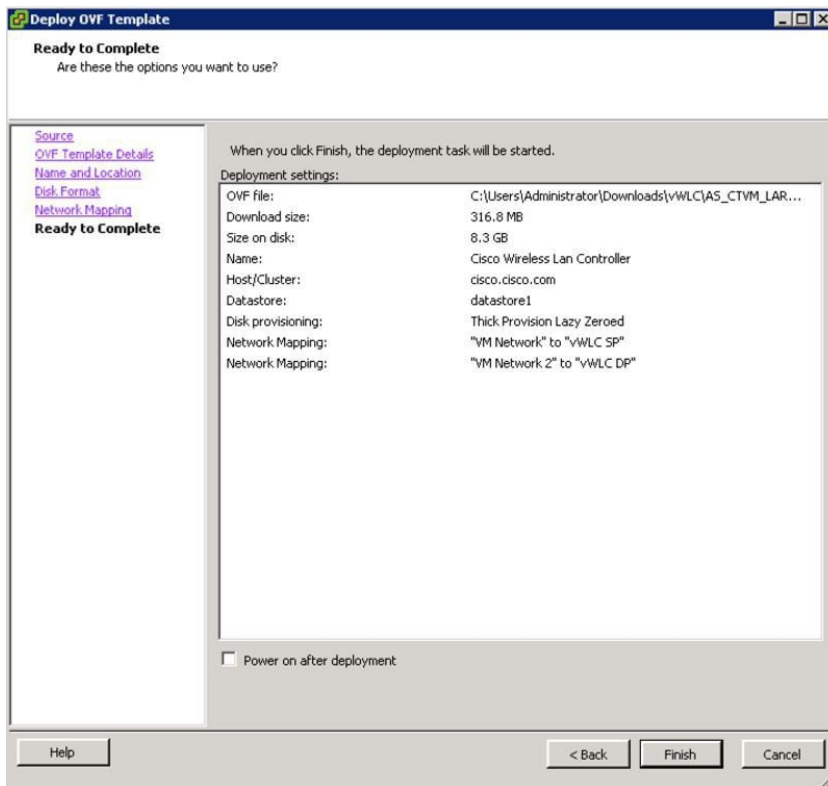 Deploy OVF Template
Ready to Complete
Are these the options you want to use?
Source
OVF Template Details
Name and Location
Disk Format
Network Mapping
Ready to Complete
When you click Finish, the deployment task will be started.
Deployment settings:
OVF file: C:\Users\Administrator\Downloads\vWLC\AS_CTVM_LAR...
Download size: 316.8 MB
Size on disk: 8.3 GB
Name: Cisco Wireless Lan Controller
Host/Cluster: cisco.cisco.com
Datastore: datastore1
Disk provisioning: Thick Provision Lazy Zeroed
Network Mapping: "VM Network" to "vWLC SP"
Network Mapping: "VM Network 2" to "vWLC DP"
Power on after deployment
Help < Back Finish Cancel